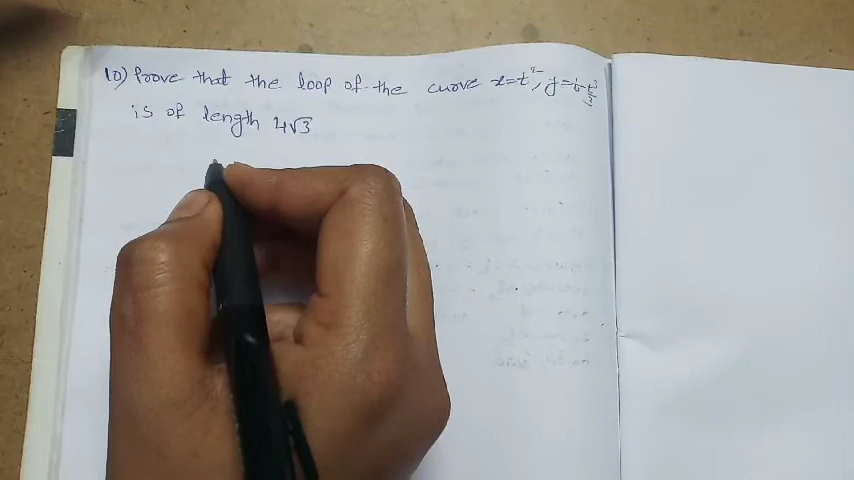 10) Prove that the loop of the curve x=t², y=t-t³/3
is of length 4√3